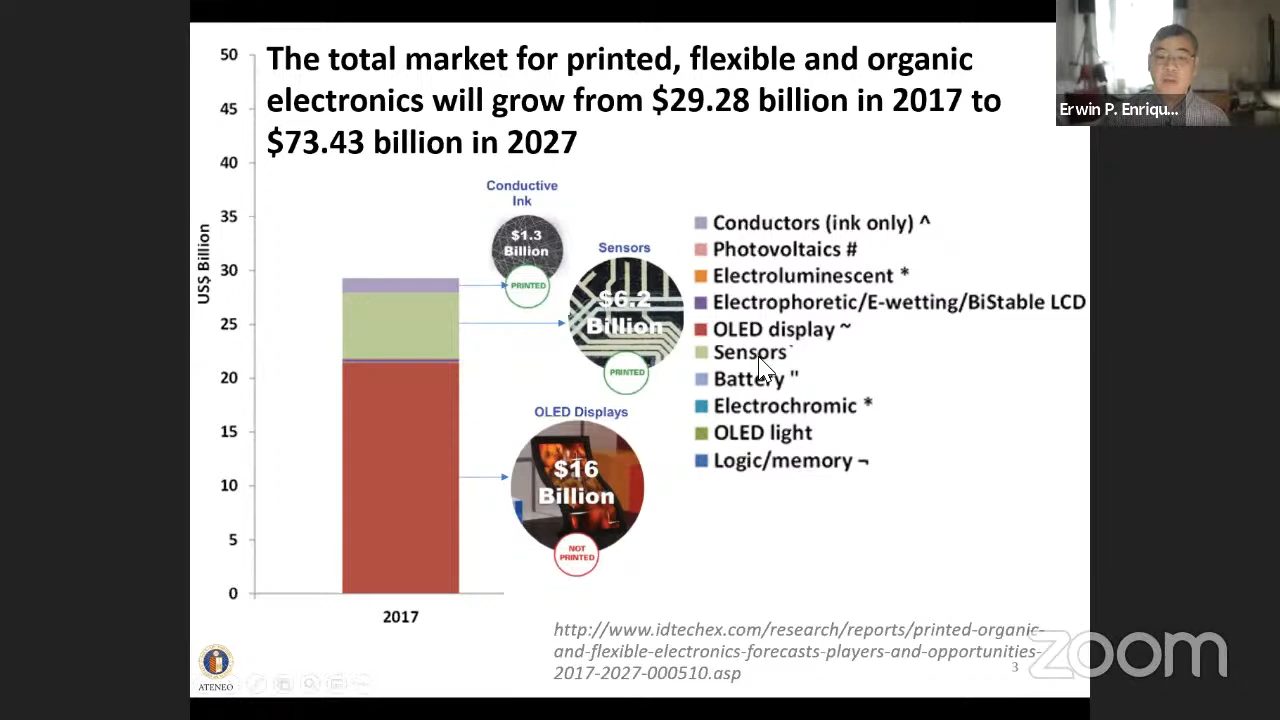 The total market for printed, flexible and organic
electronics will grow from $29.28 billion in 2017 to
$73.43 billion in 2027
Erwin P. Enriqu...
50
45
40
35
30
25
20
15
10
5
0
US$ Billion
2017
Conductive
Ink
$1.3
Billion
PRINTED
Sensors
$6.2
Billion
PRINTED
OLED Displays
$16
Billion
NOT
PRINTED
Conductors (ink only) ^
Photovoltaics #
Electroluminescent *
Electrophoretic/E-wetting/BiStable LCD
OLED display ~
Sensors`
Battery "
Electrochromic *
OLED light
Logic/memory ¬
http://www.idtechex.com/research/reports/printed-organic-
and-flexible-electronics-forecasts-players-and-opportunities-
2017-2027-000510.asp
3
ATENEO
zoom